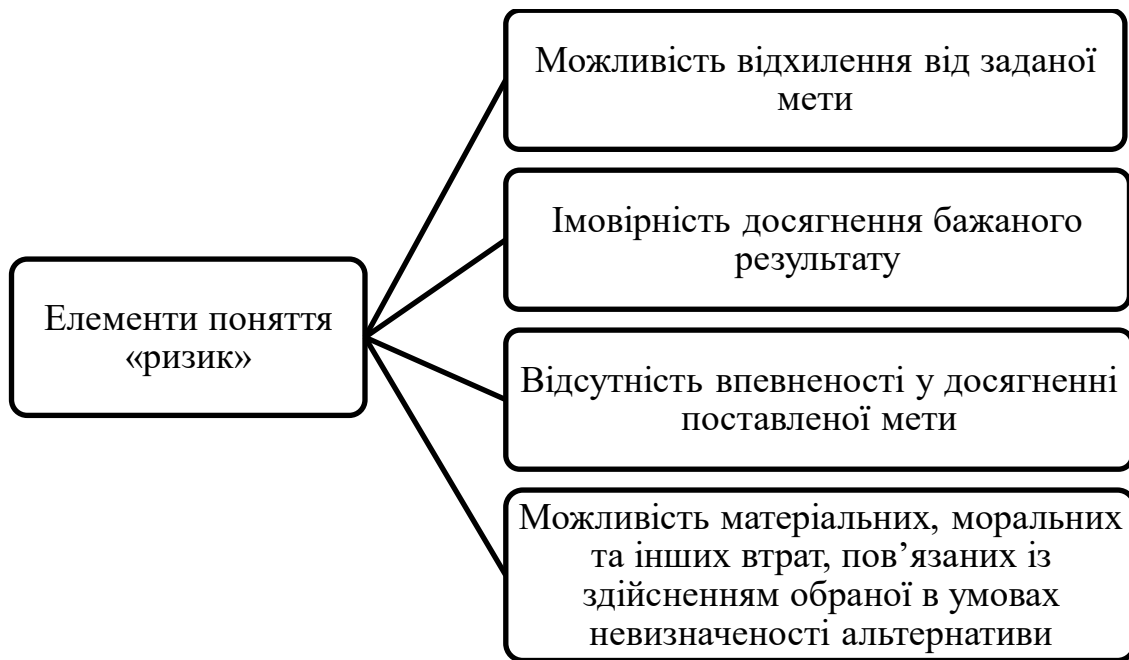 Можливість відхилення від заданої
мети
Імовірність досягнення бажаного
результату
Елементи поняття
«ризик»
Відсутність впевненості у досягненні
поставленої мети
Можливість матеріальних, моральних
та інших втрат, пов’язаних із
здійсненням обраної в умовах
невизначеності альтернативи